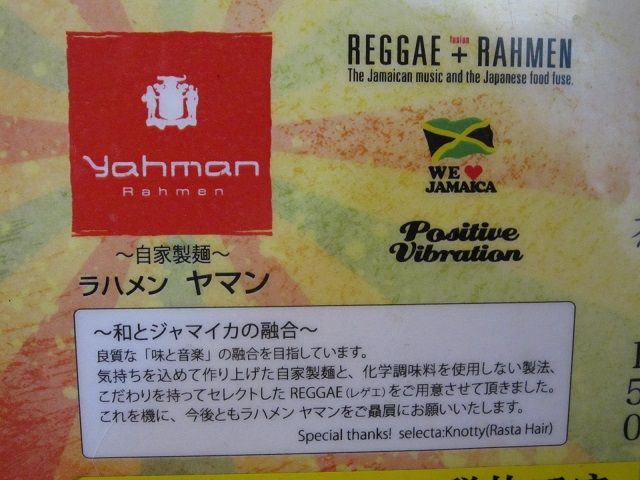 Yahman
Rahmen
～自家製麺～
ラハメン ヤマン
fusion
REGGAE + RAHMEN
The Jamaican music and the Japanese food fuse.
WE ♥
JAMAICA
Positive
Vibration
～和とジャマイカの融合～
良質な「味と音楽」の融合を目指しています。
気持ちを込めて作り上げた自家製麺と、化学調味料を使用しない製法、
こだわりを持ってセレクトした REGGAE（レゲエ）をご用意させて頂きました。
これを機に、今後ともラハメン ヤマンをご贔屓にお願いいたします。
Special thanks! selecta:Knotty(Rasta Hair)
5
0